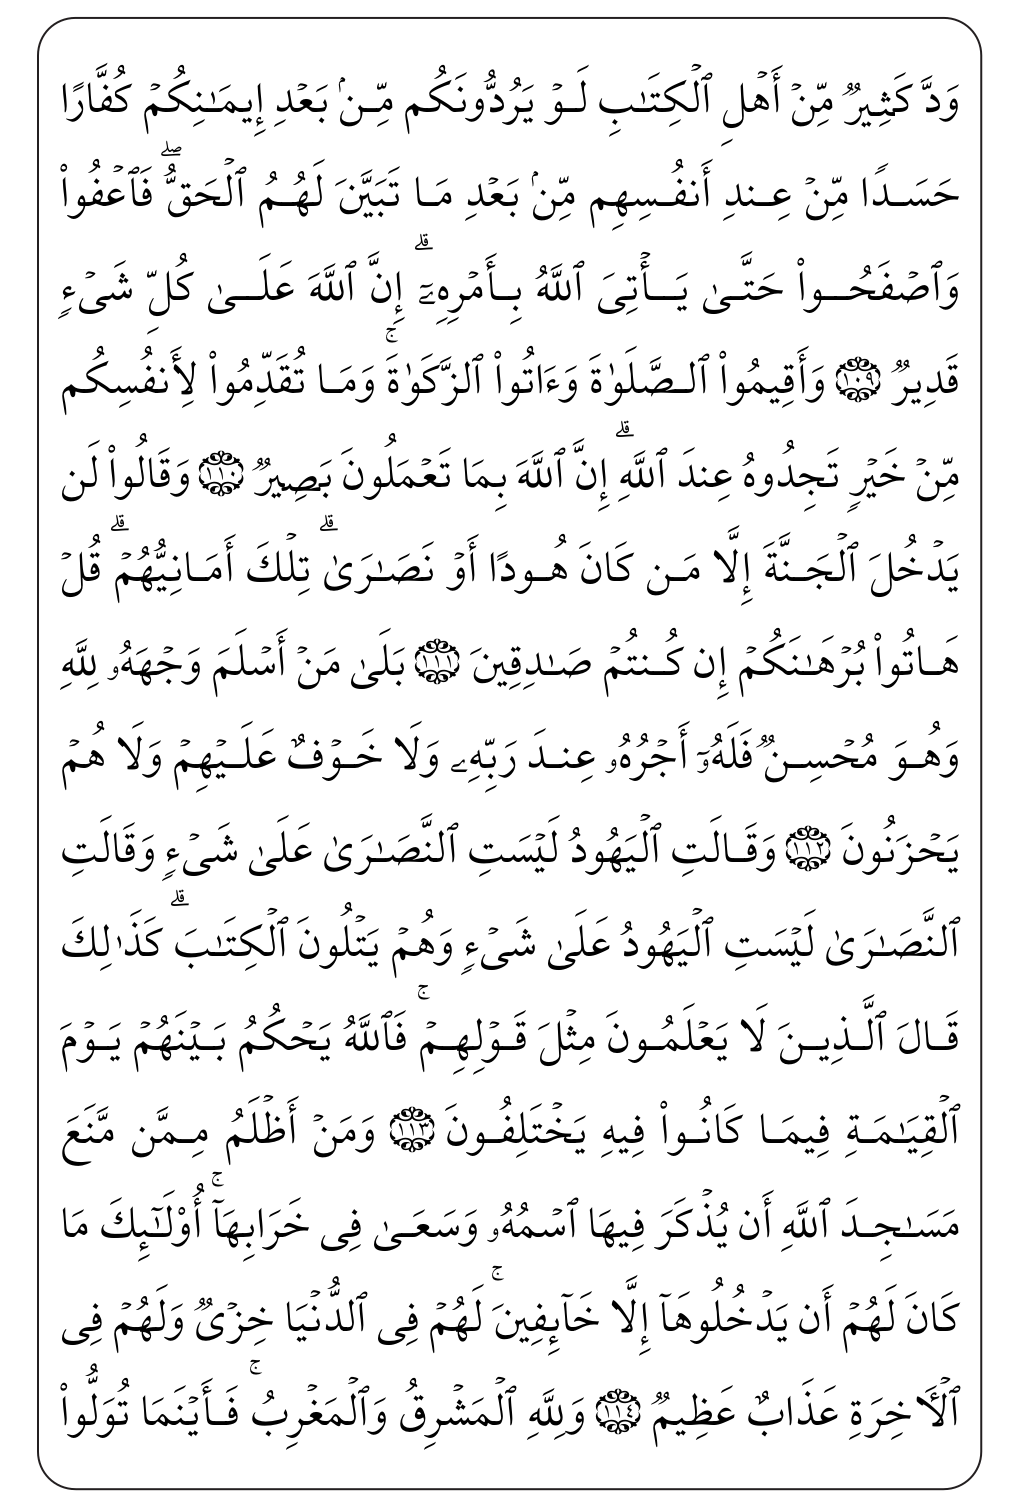 وَدَّ كَثِيرٌ مِّنْ أَهْلِ ٱلْكِتَـٰبِ لَوْ يَرُدُّونَكُم مِّنۢ بَعْدِ إِيمَـٰنِكُمْ كُفَّارًا
حَسَدًا مِّنْ عِندِ أَنفُسِهِم مِّنۢ بَعْدِ مَا تَبَيَّنَ لَهُمُ ٱلْحَقُّ ۖ فَٱعْفُوا۟
وَٱصْفَحُوا۟ حَتَّىٰ يَأْتِىَ ٱللَّهُ بِأَمْرِهِۦٓ ۗ إِنَّ ٱللَّهَ عَلَىٰ كُلِّ شَىْءٍ
قَدِيرٌ ١٠٩ وَأَقِيمُوا۟ ٱلصَّلَوٰةَ وَءَاتُوا۟ ٱلزَّكَوٰةَ ۚ وَمَا تُقَدِّمُوا۟ لِأَنفُسِكُم
مِّنْ خَيْرٍ تَجِدُوهُ عِندَ ٱللَّهِ ۗ إِنَّ ٱللَّهَ بِمَا تَعْمَلُونَ بَصِيرٌ ١١٠ وَقَالُوا۟ لَن
يَدْخُلَ ٱلْجَنَّةَ إِلَّا مَن كَانَ هُودًا أَوْ نَصَـٰرَىٰ ۗ تِلْكَ أَمَانِيُّهُمْ ۗ قُلْ
هَاتُوا۟ بُرْهَـٰنَكُمْ إِن كُنتُمْ صَـٰدِقِينَ ١١١ بَلَىٰ مَنْ أَسْلَمَ وَجْهَهُۥ لِلَّهِ
وَهُوَ مُحْسِنٌ فَلَهُۥٓ أَجْرُهُۥ عِندَ رَبِّهِۦ وَلَا خَوْفٌ عَلَيْهِمْ وَلَا هُمْ
يَحْزَنُونَ ١١٢ وَقَالَتِ ٱلْيَهُودُ لَيْسَتِ ٱلنَّصَـٰرَىٰ عَلَىٰ شَىْءٍ وَقَالَتِ
ٱلنَّصَـٰرَىٰ لَيْسَتِ ٱلْيَهُودُ عَلَىٰ شَىْءٍ وَهُمْ يَتْلُونَ ٱلْكِتَـٰبَ ۗ كَذَٰلِكَ
قَالَ ٱلَّذِينَ لَا يَعْلَمُونَ مِثْلَ قَوْلِهِمْ ۚ فَٱللَّهُ يَحْكُمُ بَيْنَهُمْ يَوْمَ
ٱلْقِيَـٰمَةِ فِيمَا كَانُوا۟ فِيهِ يَخْتَلِفُونَ ١١٣ وَمَنْ أَظْلَمُ مِمَّن مَّنَعَ
مَسَـٰجِدَ ٱللَّهِ أَن يُذْكَرَ فِيهَا ٱسْمُهُۥ وَسَعَىٰ فِى خَرَابِهَآ ۚ أُو۟لَـٰٓئِكَ مَا
كَانَ لَهُمْ أَن يَدْخُلُوهَآ إِلَّا خَآئِفِينَ ۚ لَهُمْ فِى ٱلدُّنْيَا خِزْىٌ وَلَهُمْ فِى
ٱلْـَٔاخِرَةِ عَذَابٌ عَظِيمٌ ١١٤ وَلِلَّهِ ٱلْمَشْرِقُ وَٱلْمَغْرِبُ ۚ فَأَيْنَمَا تُوَلُّوا۟